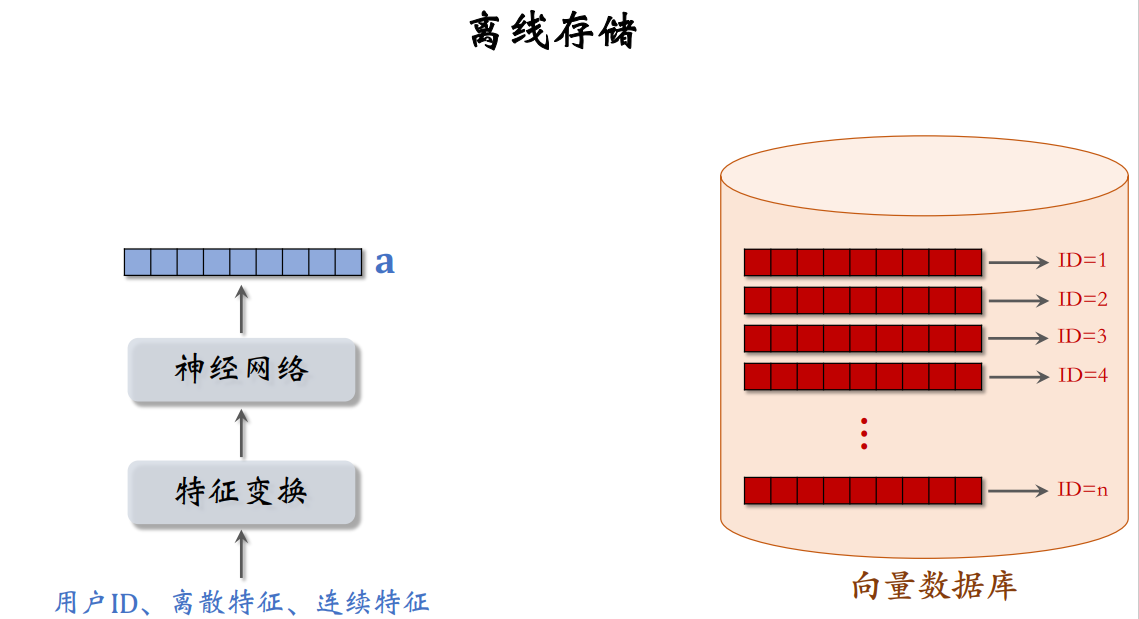 离线存储
a
神经网络
特征变换
用户ID、离散特征、连续特征
ID=1
ID=2
ID=3
ID=4
⋮
ID=n
向量数据库